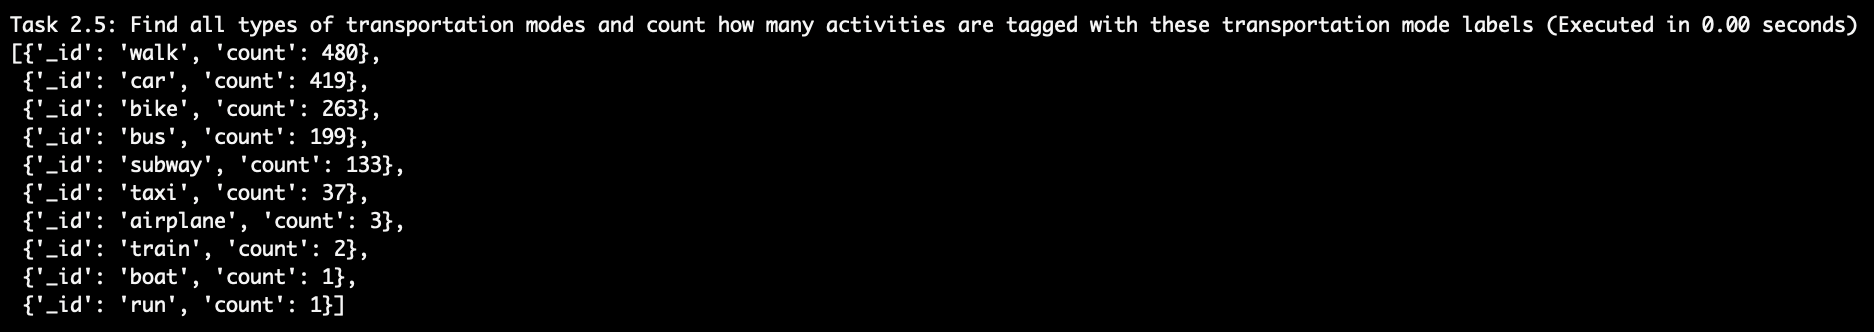 Task 2.5: Find all types of transportation modes and count how many activities are tagged with these transportation mode labels (Executed in 0.00 seconds)
[{'_id': 'walk', 'count': 480},
 {'_id': 'car', 'count': 419},
 {'_id': 'bike', 'count': 263},
 {'_id': 'bus', 'count': 199},
 {'_id': 'subway', 'count': 133},
 {'_id': 'taxi', 'count': 37},
 {'_id': 'airplane', 'count': 3},
 {'_id': 'train', 'count': 2},
 {'_id': 'boat', 'count': 1},
 {'_id': 'run', 'count': 1}]